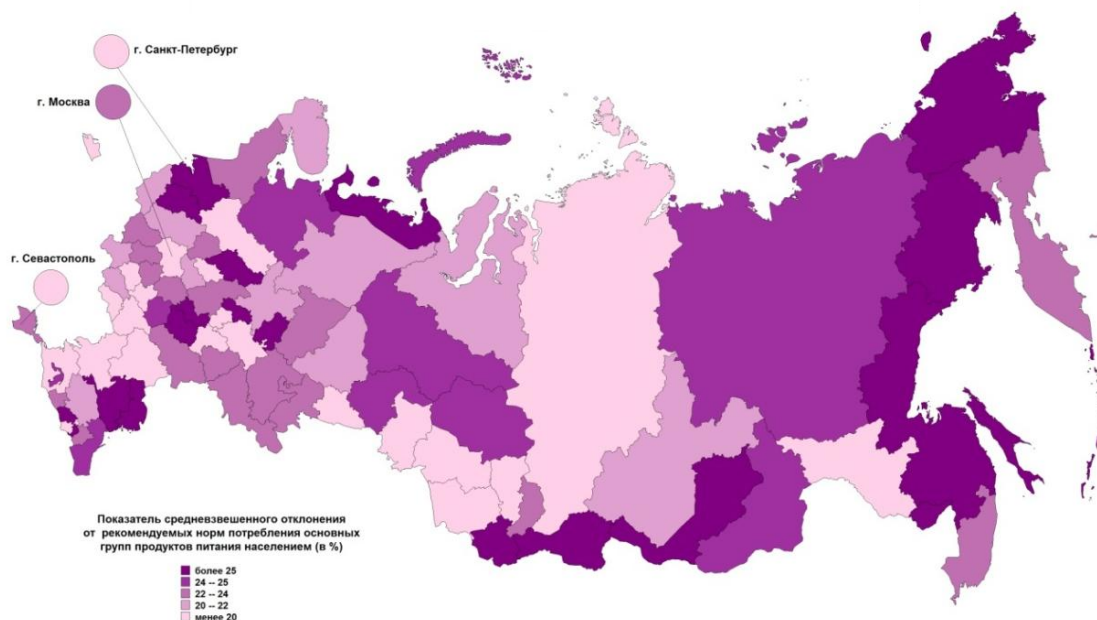 г. Санкт-Петербург
г. Москва
г. Севастополь
Показатель средневзвешенного отклонения
от рекомендуемых норм потребления основных
групп продуктов питания населением (в %)
более 25
24 -- 25
22 -- 24
20 -- 22
менее 20